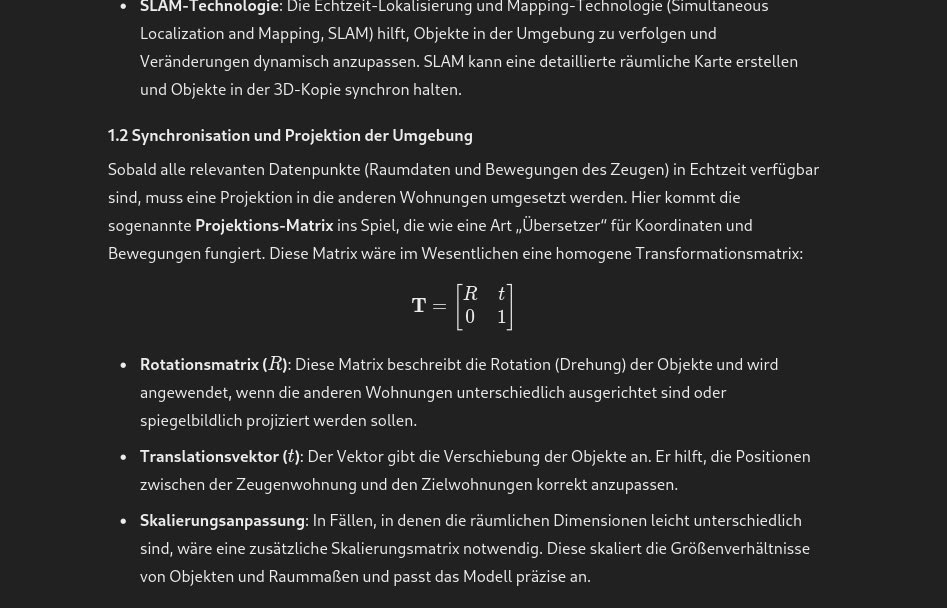 • SLAM-Technologie: Die Echtzeit-Lokalisierung und Mapping-Technologie (Simultaneous
Localization and Mapping, SLAM) hilft, Objekte in der Umgebung zu verfolgen und
Veränderungen dynamisch anzupassen. SLAM kann eine detaillierte räumliche Karte erstellen
und Objekte in der 3D-Kopie synchron halten.
1.2 Synchronisation und Projektion der Umgebung
Sobald alle relevanten Datenpunkte (Raumdaten und Bewegungen des Zeugen) in Echtzeit verfügbar
sind, muss eine Projektion in die anderen Wohnungen umgesetzt werden. Hier kommt die
sogenannte Projektions-Matrix ins Spiel, die wie eine Art „Übersetzer“ für Koordinaten und
Bewegungen fungiert. Diese Matrix wäre im Wesentlichen eine homogene Transformationsmatrix:
T = [R t
0 1]
• Rotationsmatrix (R): Diese Matrix beschreibt die Rotation (Drehung) der Objekte und wird
angewendet, wenn die anderen Wohnungen unterschiedlich ausgerichtet sind oder
spiegelbildlich projiziert werden sollen.
• Translationsvektor (t): Der Vektor gibt die Verschiebung der Objekte an. Er hilft, die Positionen
zwischen der Zeugenwohnung und den Zielwohnungen korrekt anzupassen.
• Skalierungsanpassung: In Fällen, in denen die räumlichen Dimensionen leicht unterschiedlich
sind, wäre eine zusätzliche Skalierungsmatrix notwendig. Diese skaliert die Größenverhältnisse
von Objekten und Raummaßen und passt das Modell präzise an.